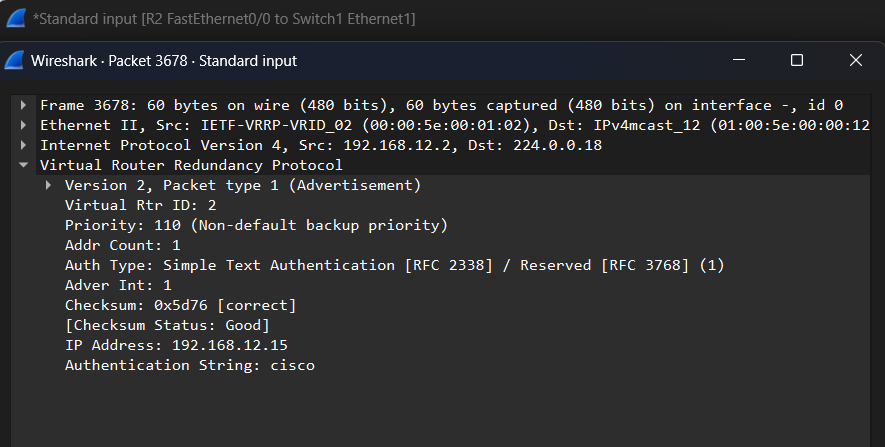 *Standard input [R2 FastEthernet0/0 to Switch1 Ethernet1]
Wireshark · Packet 3678 · Standard input
Frame 3678: 60 bytes on wire (480 bits), 60 bytes captured (480 bits) on interface -, id 0
Ethernet II, Src: IETF-VRRP-VRID_02 (00:00:5e:00:01:02), Dst: IPv4mcast_12 (01:00:5e:00:00:12
Internet Protocol Version 4, Src: 192.168.12.2, Dst: 224.0.0.18
Virtual Router Redundancy Protocol
Version 2, Packet type 1 (Advertisement)
Virtual Rtr ID: 2
Priority: 110 (Non-default backup priority)
Addr Count: 1
Auth Type: Simple Text Authentication [RFC 2338] / Reserved [RFC 3768] (1)
Adver Int: 1
Checksum: 0x5d76 [correct]
[Checksum Status: Good]
IP Address: 192.168.12.15
Authentication String: cisco